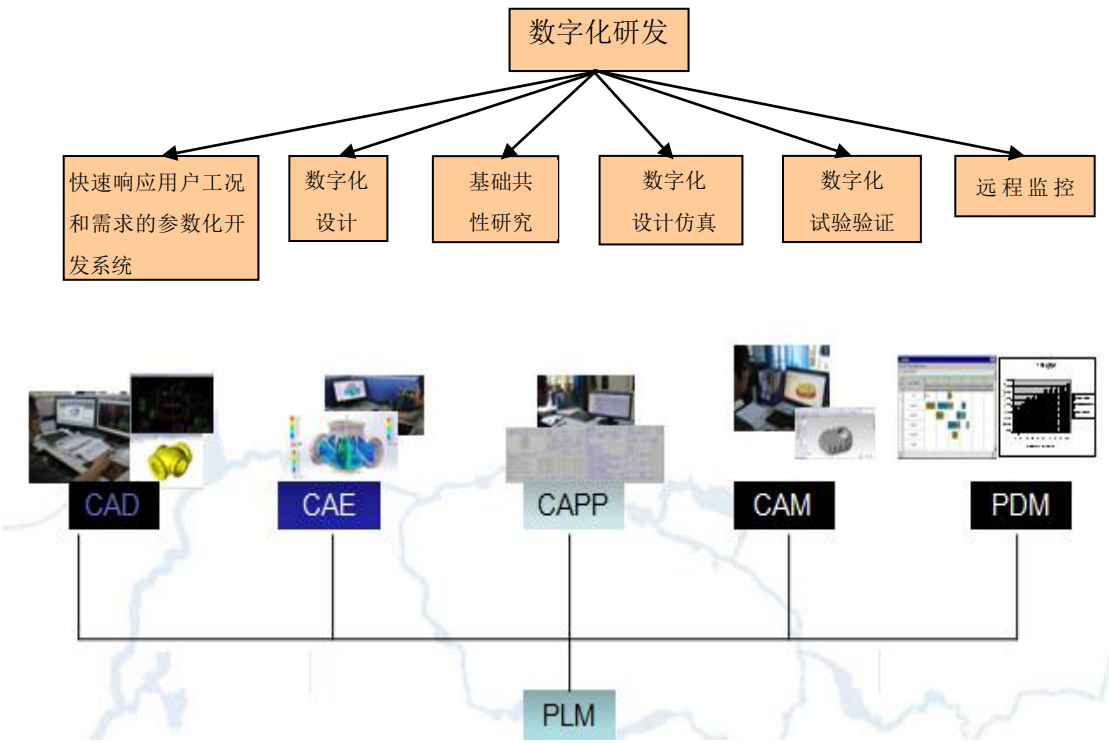 数字化研发
快速响应用户工况
和需求的参数化开
发系统
数字化
设计
基础共
性研究
数字化
设计仿真
数字化
试验验证
远程监控
CAD
CAE
CAPP
CAM
PDM
PLM